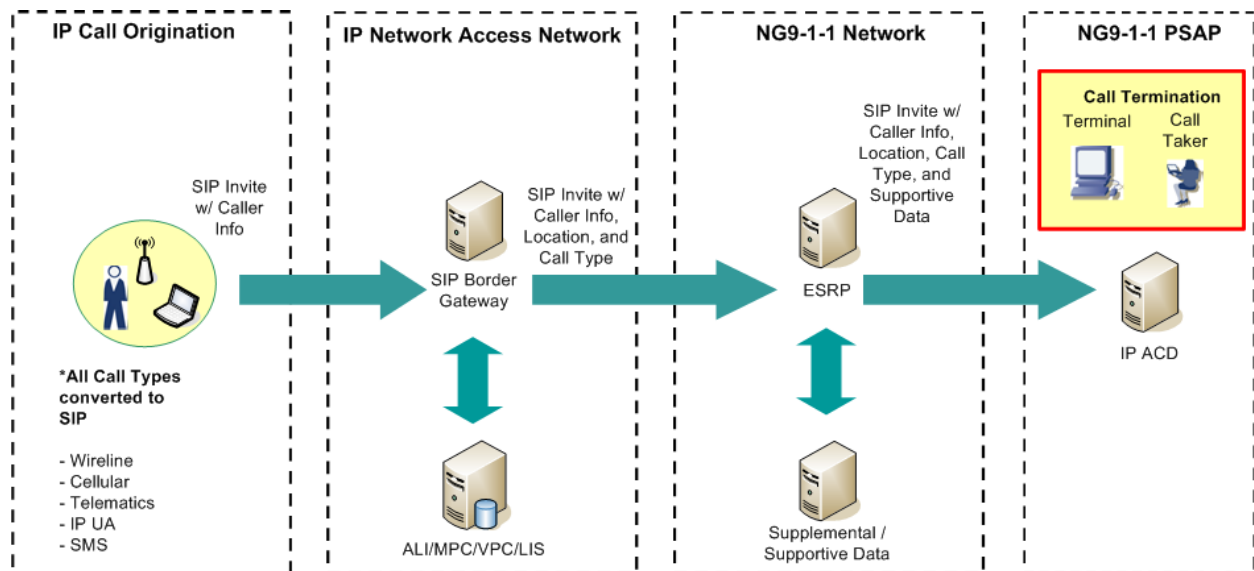 IP Call Origination
SIP Invite
w/ Caller
Info
*All Call Types
converted to
SIP
- Wireline
- Cellular
- Telematics
- IP UA
- SMS
IP Network Access Network
SIP Border
Gateway
SIP Invite w/
Caller Info,
Location, and
Call Type
ALI/MPC/VPC/LIS
NG9-1-1 Network
SIP Invite w/
Caller Info,
Location, Call
Type, and
Supportive
Data
ESRP
Supplemental /
Supportive Data
NG9-1-1 PSAP
Call Termination
Terminal
Call
Taker
IP ACD